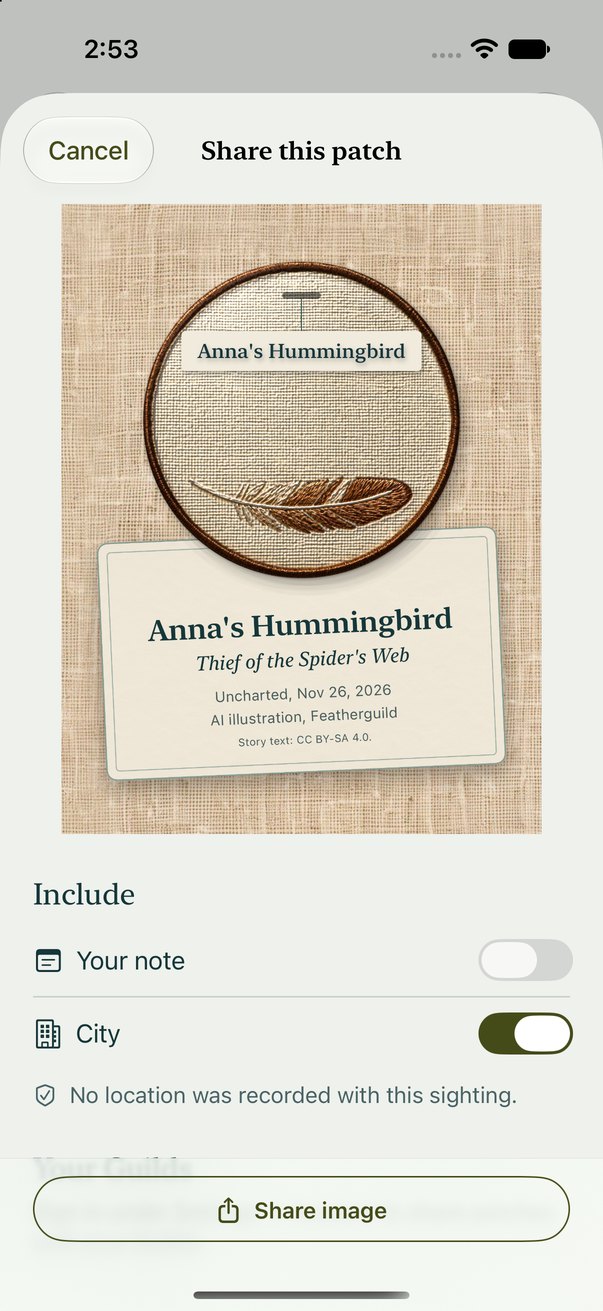 2:53
Cancel
Share this patch
Anna's Hummingbird
Anna's Hummingbird
Thief of the Spider's Web
Uncharted, Nov 26, 2026
AI illustration, Featherguild
Story text: CC BY-SA 4.0.
Include
Your note
City
No location was recorded with this sighting.
Your Guilds
Share image